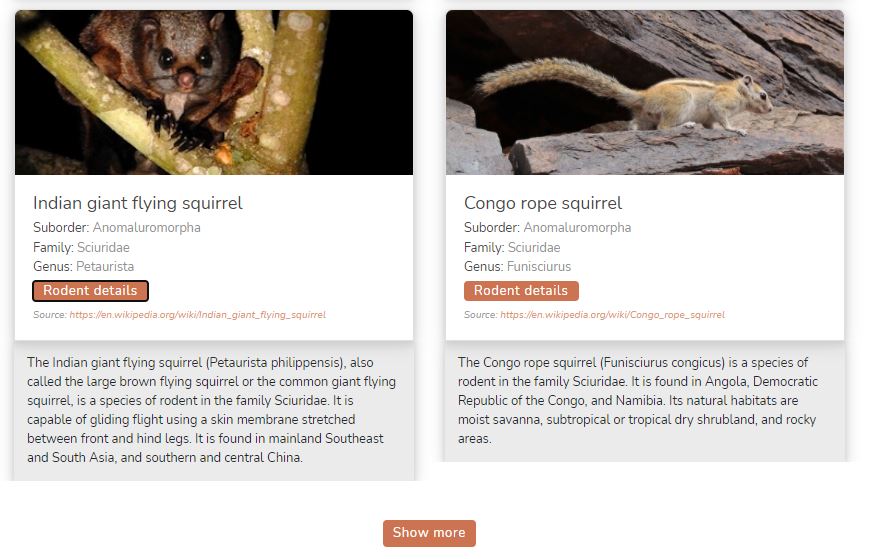 Indian giant flying squirrel
Suborder: Anomaluromorpha
Family: Sciuridae
Genus: Petaurista
Rodent details
Source: https://en.wikipedia.org/wiki/Indian_giant_flying_squirrel
The Indian giant flying squirrel (Petaurista philippensis), also
called the large brown flying squirrel or the common giant flying
squirrel, is a species of rodent in the family Sciuridae. It is
capable of gliding flight using a skin membrane stretched
between front and hind legs. It is found in mainland Southeast
and South Asia, and southern and central China.
Congo rope squirrel
Suborder: Anomaluromorpha
Family: Sciuridae
Genus: Funisciurus
Rodent details
Source: https://en.wikipedia.org/wiki/Congo_rope_squirrel
The Congo rope squirrel (Funisciurus congicus) is a species of
rodent in the family Sciuridae. It is found in Angola, Democratic
Republic of the Congo, and Namibia. Its natural habitats are
moist savanna, subtropical or tropical dry shrubland, and rocky
areas.
Show more